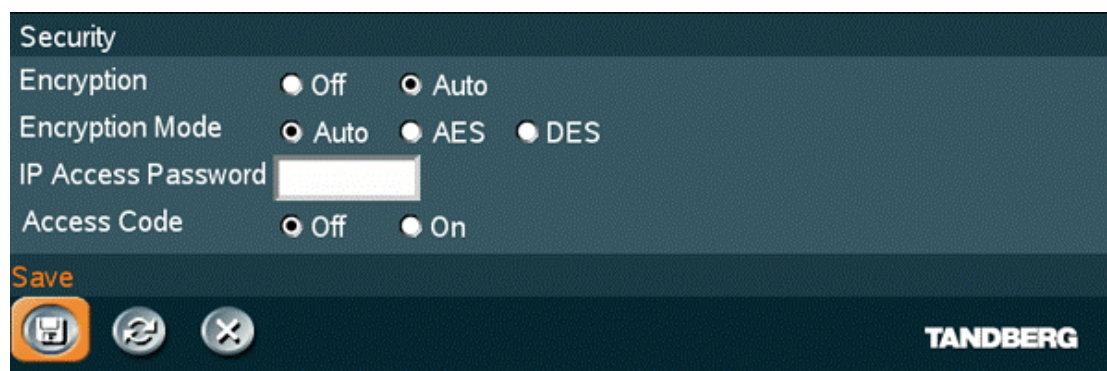 Security
Encryption Off Auto
Encryption Mode Auto AES DES
IP Access Password
Access Code Off On
Save
TANDBERG